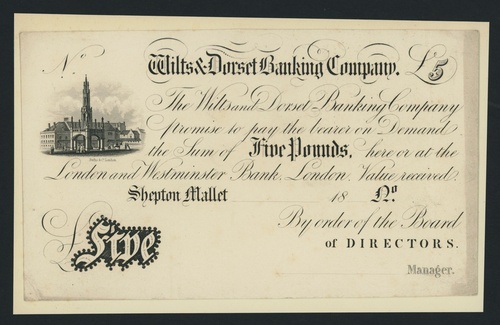 No. Wilts & Dorset Banking Company. £5
The Wilts and Dorset Banking Company
promise to pay the bearer on Demand
the Sum of Five Pounds, here or at the
London and Westminster Bank, London. Value received.
Shepton Mallet 18 No.
By order of the Board
of DIRECTORS.
£ Five
Manager.